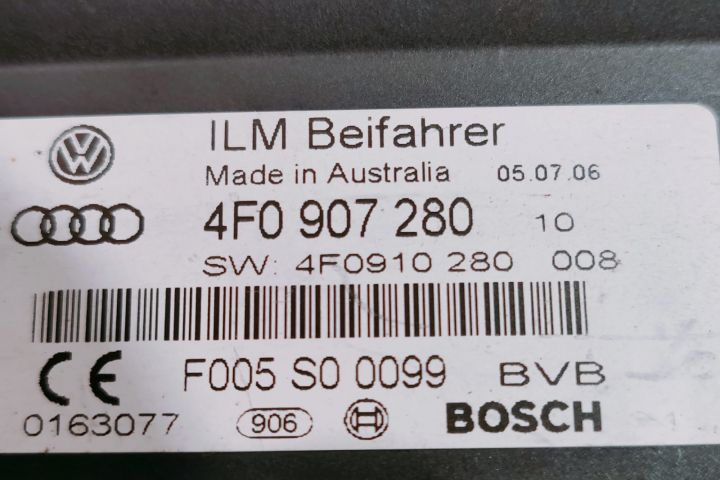 ILM Beifahrer
Made in Australia 05.07.06
4F0 907 280 10
SW: 4F0910 280 008
CE F005 S0 0099 BVB
0163077 906 BOSCH